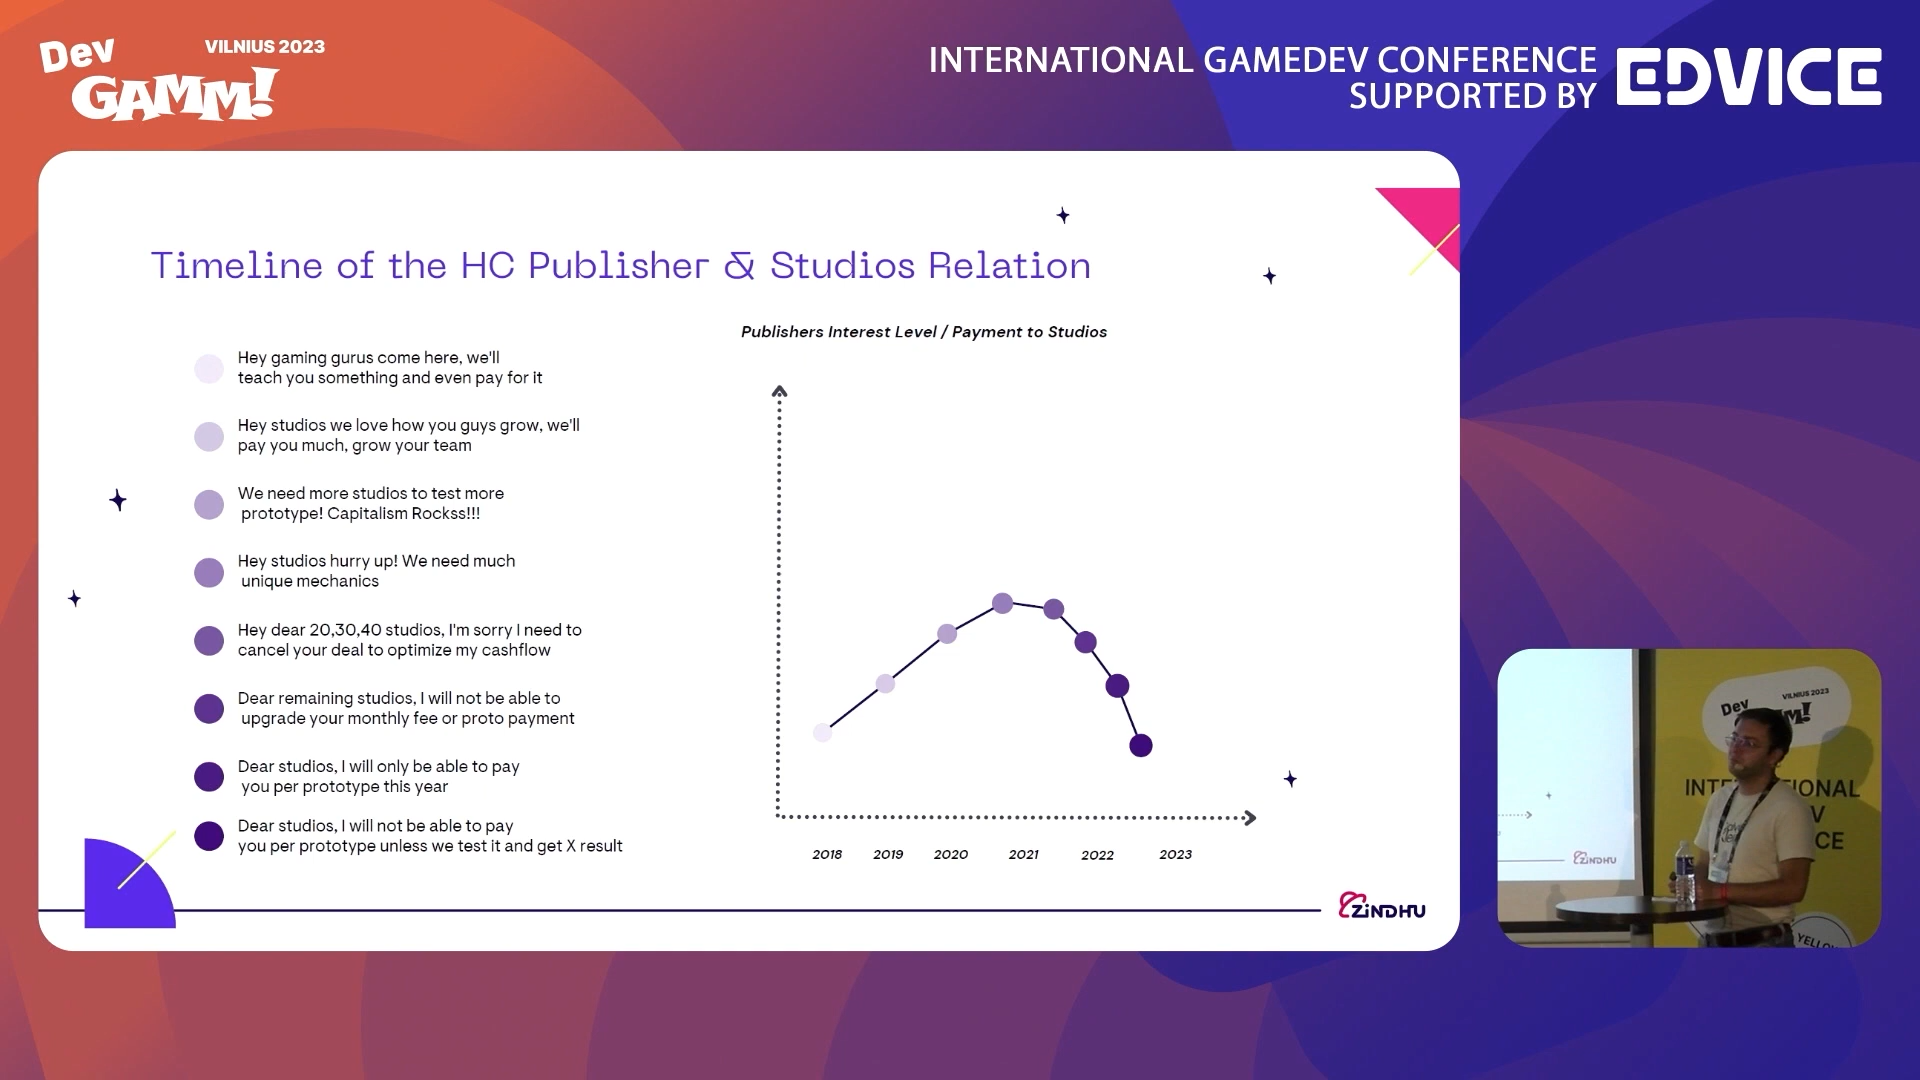 Dev
GAMM!
VILNIUS 2023
INTERNATIONAL GAMEDEV CONFERENCE
SUPPORTED BY
EDVICE
Timeline of the HC Publisher & Studios Relation
Hey gaming gurus come here, we'll
teach you something and even pay for it
Hey studios we love how you guys grow, we'll
pay you much, grow your team
We need more studios to test more
prototype! Capitalism Rockss!!!
Hey studios hurry up! We need much
unique mechanics
Hey dear 20,30,40 studios, I'm sorry I need to
cancel your deal to optimize my cashflow
Dear remaining studios, I will not be able to
upgrade your monthly fee or proto payment
Dear studios, I will only be able to pay
you per prototype this year
Dear studios, I will not be able to pay
you per prototype unless we test it and get X result
Publishers Interest Level / Payment to Studios
2018 2019 2020 2021 2022 2023
ZiNDHU
Dev
VILNIUS 2023
ZiNDHU